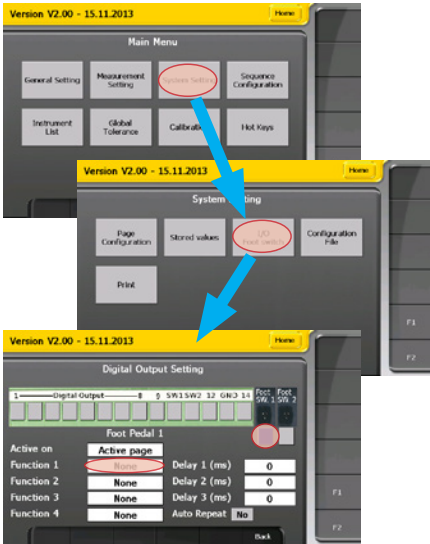 Version V2.00 - 15.11.2013 Home
Main Menu
General Setting Measurement Setting System Setting Sequence Configuration
Instrument List Global Tolerance Calibration Hot Keys
Version V2.00 - 15.11.2013 Home
System Setting
Page Configuration Stored values I/O Foot switch Configuration File
Print
F1
F2
Version V2.00 - 15.11.2013 Home
Digital Output Setting
1 Digital Output 8 9 SW1 SW2 12 GND 14 Foot SW. 1 Foot SW. 2
Foot Pedal 1
Active on Active page
Function 1 None Delay 1 (ms) 0
Function 2 None Delay 2 (ms) 0
Function 3 None Delay 3 (ms) 0
Function 4 None Auto Repeat No
F1
F2
Back